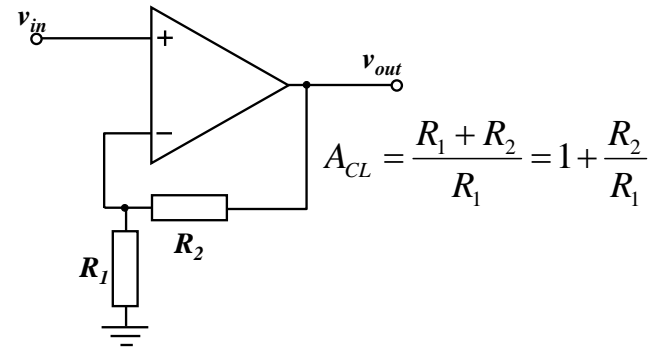 v_in
+
v_out
−
A_CL = (R_1 + R_2) / R_1 = 1 + R_2 / R_1
R_2
R_1